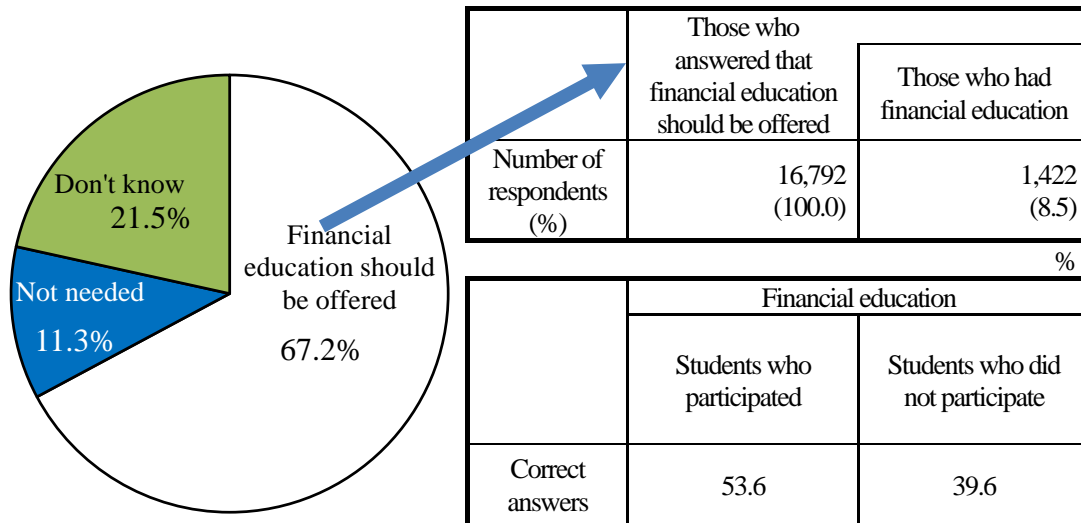 Don't know
21.5%
Not needed
11.3%
Financial
education should
be offered
67.2%
Those who
answered that
financial education
should be offered
Those who had
financial education
Number of
respondents
(%)
16,792
(100.0)
1,422
(8.5)
%
Financial education
Students who
participated
Students who did
not participate
Correct
answers
53.6
39.6